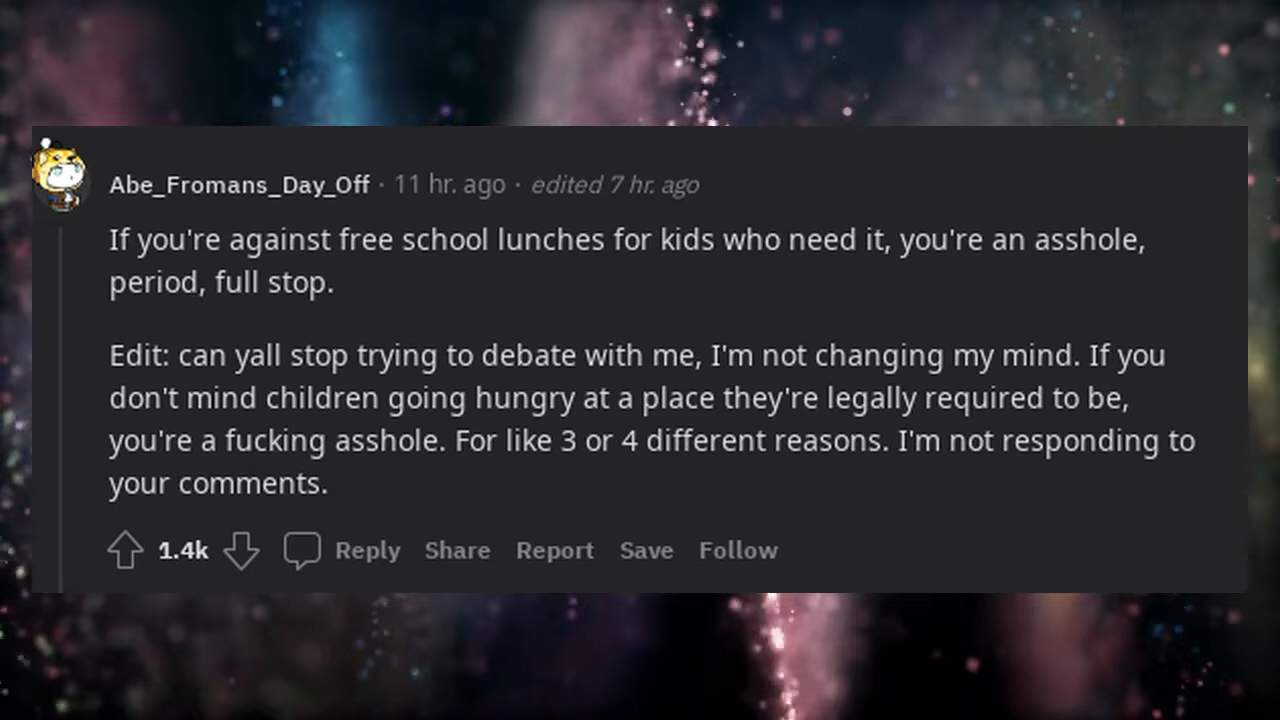 Abe_Fromans_Day_Off · 11 hr. ago · edited 7 hr. ago
If you're against free school lunches for kids who need it, you're an asshole,
period, full stop.
Edit: can yall stop trying to debate with me, I'm not changing my mind. If you
don't mind children going hungry at a place they're legally required to be,
you're a fucking asshole. For like 3 or 4 different reasons. I'm not responding to
your comments.
1.4k Reply Share Report Save Follow